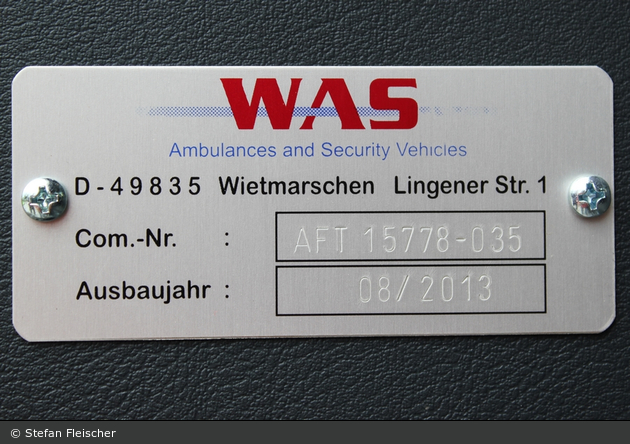 WAS
Ambulances and Security Vehicles
D-49835 Wietmarschen Lingener Str. 1
Com.-Nr. : AFT 15778-035
Ausbaujahr : 08/2013
© Stefan Fleischer